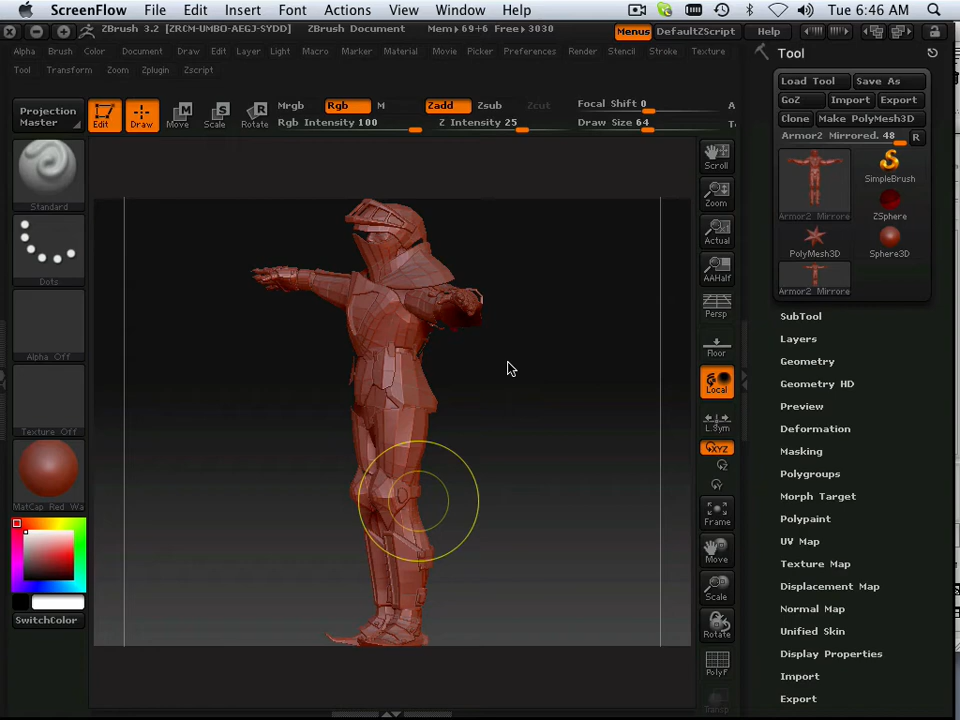 ScreenFlow File Edit Insert Font Actions View Window Help Tue 6:46 AM
ZBrush 3.2 [ZRCM-UMBO-AEGJ-SYDD] ZBrush Document Mem▶69+6 Free▶3030 Menus DefaultZScript Help
Alpha Brush Color Document Draw Edit Layer Light Macro Marker Material Movie Picker Preferences Render Stencil Stroke Texture
Tool Transform Zoom Zplugin Zscript
Projection Master
Edit Draw Move Scale Rotate
Mrgb Rgb M Zadd Zsub Zcut Focal Shift 0 A
Rgb Intensity 100 Z Intensity 25 Draw Size 64
Standard
Dots
Alpha Off
Texture Off
MatCap Red Wa
SwitchColor
Scroll
Zoom
Actual
AAHalf
Persp
Floor
Local
L.Sym
XYZ
Z
Y
Frame
Move
Scale
Rotate
PolyF
Transp
Tool
Load Tool Save As
GoZ Import Export
Clone Make PolyMesh3D
Armor2 Mirrored. 48 R
Armor2 Mirrore
SimpleBrush
ZSphere
PolyMesh3D Sphere3D
Armor2 Mirrore
SubTool
Layers
Geometry
Geometry HD
Preview
Deformation
Masking
Polygroups
Morph Target
Polypaint
UV Map
Texture Map
Displacement Map
Normal Map
Unified Skin
Display Properties
Import
Export